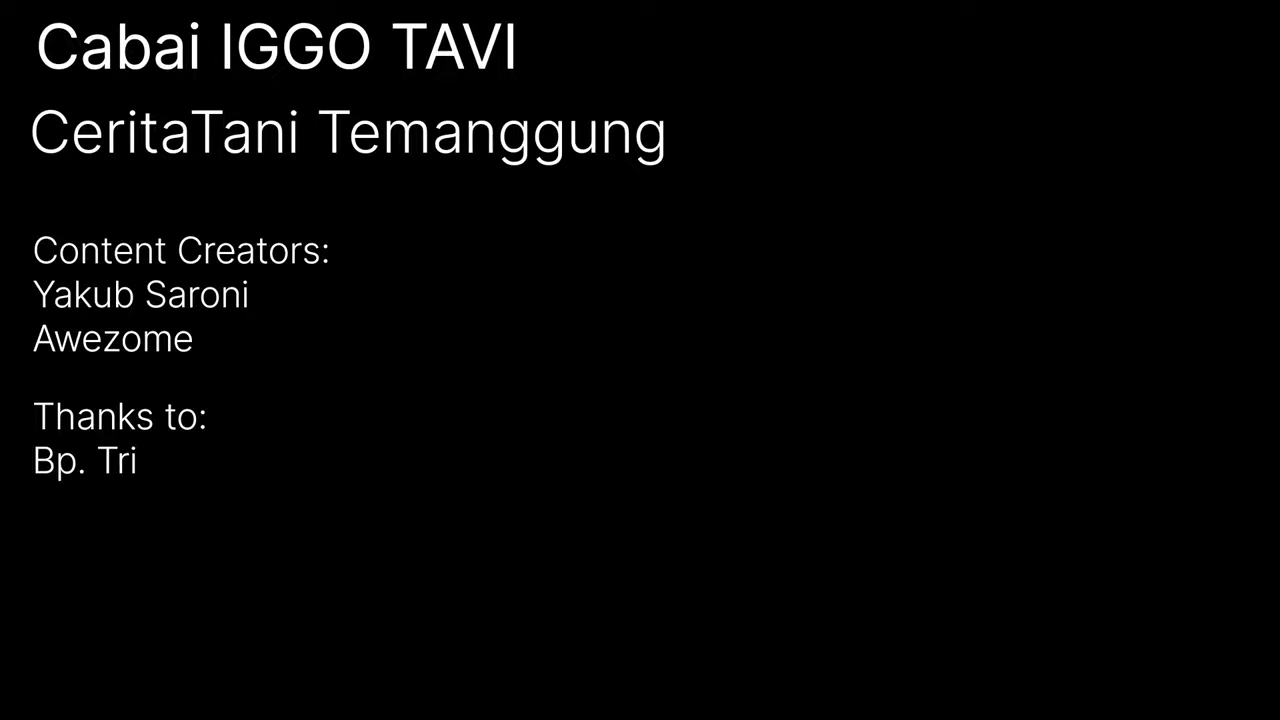 Cabai IGGO TAVI
CeritaTani Temanggung
Content Creators:
Yakub Saroni
Awezome
Thanks to:
Bp. Tri